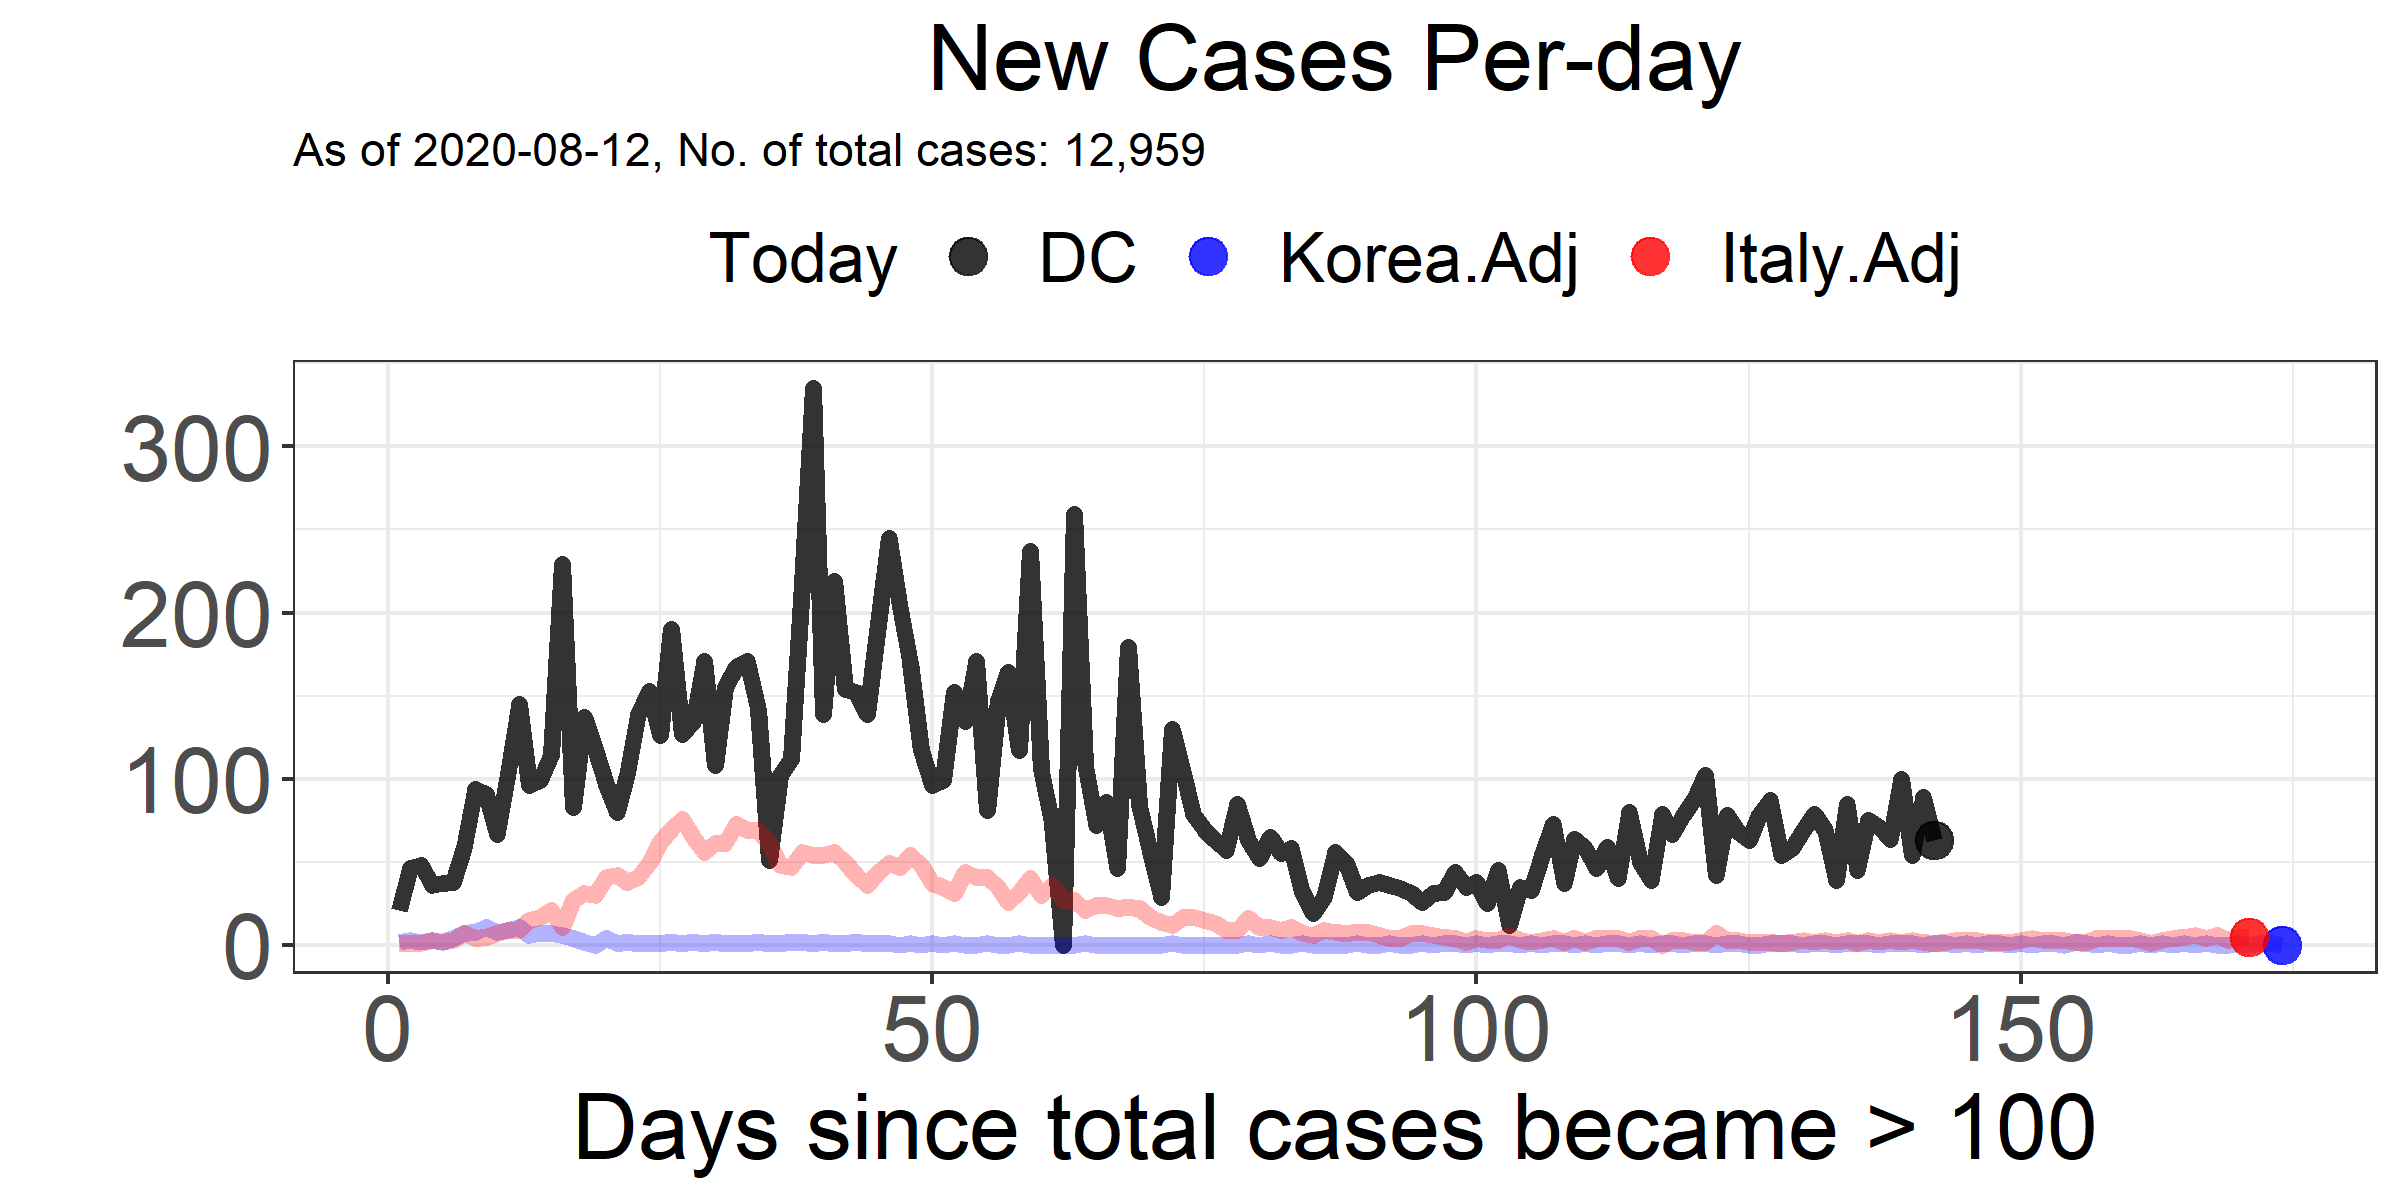 New Cases Per-day
As of 2020-08-12, No. of total cases: 12,959
Today DC Korea.Adj Italy.Adj
300
200
100
0
0 50 100 150
Days since total cases became > 100